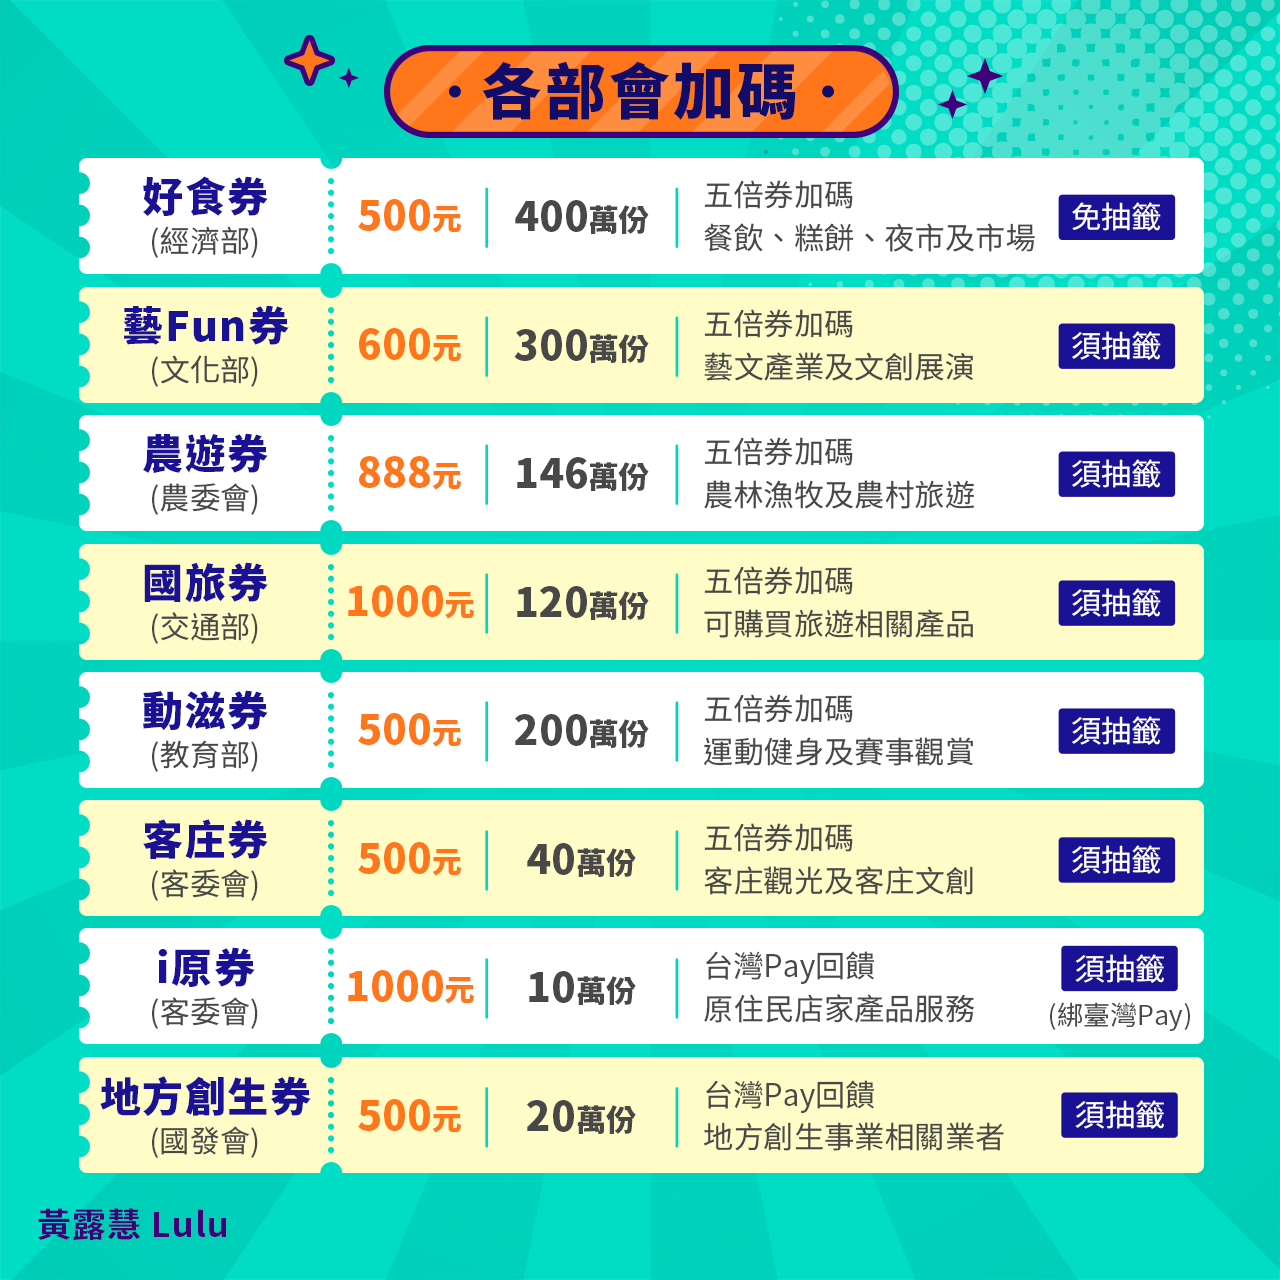 ·各部會加碼·
好食券
(經濟部)
500元
400萬份
五倍券加碼
餐飲、糕餅、夜市及市場
免抽籤
藝Fun券
(文化部)
600元
300萬份
五倍券加碼
藝文產業及文創展演
須抽籤
農遊券
(農委會)
888元
146萬份
五倍券加碼
農林漁牧及農村旅遊
須抽籤
國旅券
(交通部)
1000元
120萬份
五倍券加碼
可購買旅遊相關產品
須抽籤
動滋券
(教育部)
500元
200萬份
五倍券加碼
運動健身及賽事觀賞
須抽籤
客庄券
(客委會)
500元
40萬份
五倍券加碼
客庄觀光及客庄文創
須抽籤
i原券
(客委會)
1000元
10萬份
台灣Pay回饋
原住民店家產品服務
須抽籤
(綁臺灣Pay)
地方創生券
(國發會)
500元
20萬份
台灣Pay回饋
地方創生事業相關業者
須抽籤
黃露慧 Lulu